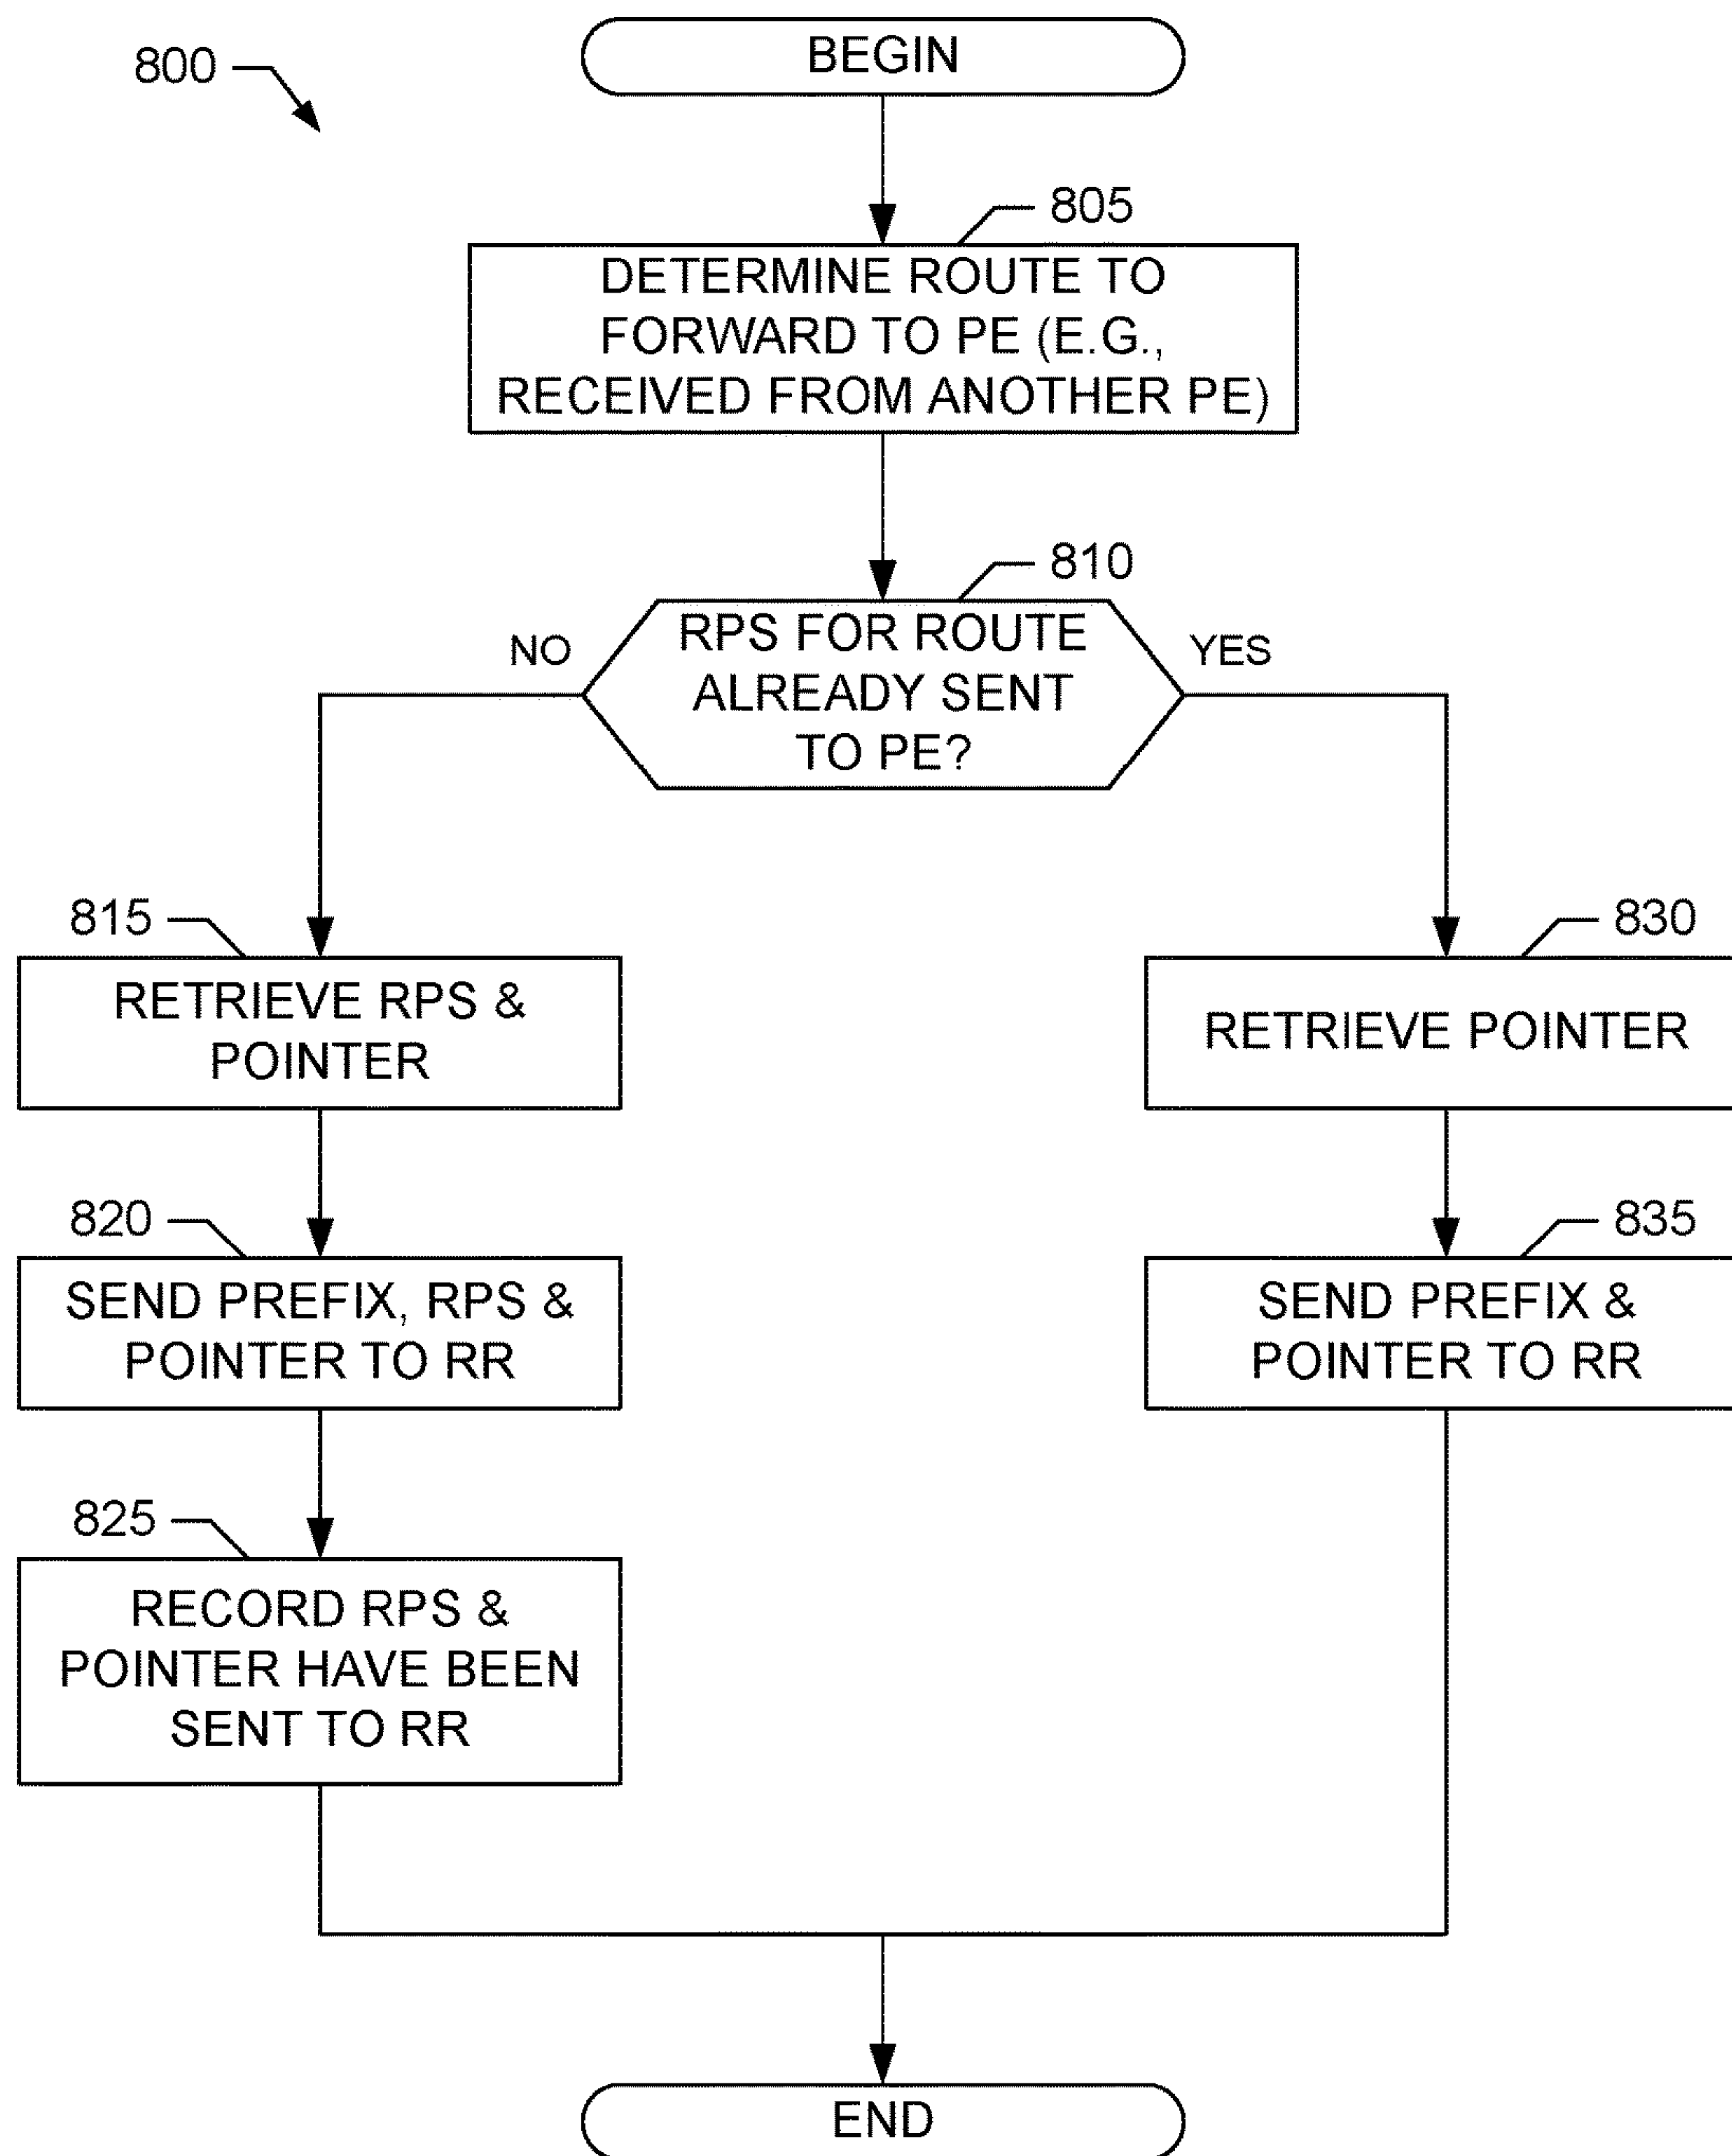 800
BEGIN
805
DETERMINE ROUTE TO
FORWARD TO PE (E.G.,
RECEIVED FROM ANOTHER PE)
810
NO
RPS FOR ROUTE
ALREADY SENT
TO PE?
YES
815
RETRIEVE RPS &
POINTER
830
RETRIEVE POINTER
820
SEND PREFIX, RPS &
POINTER TO RR
835
SEND PREFIX &
POINTER TO RR
825
RECORD RPS &
POINTER HAVE BEEN
SENT TO RR
END